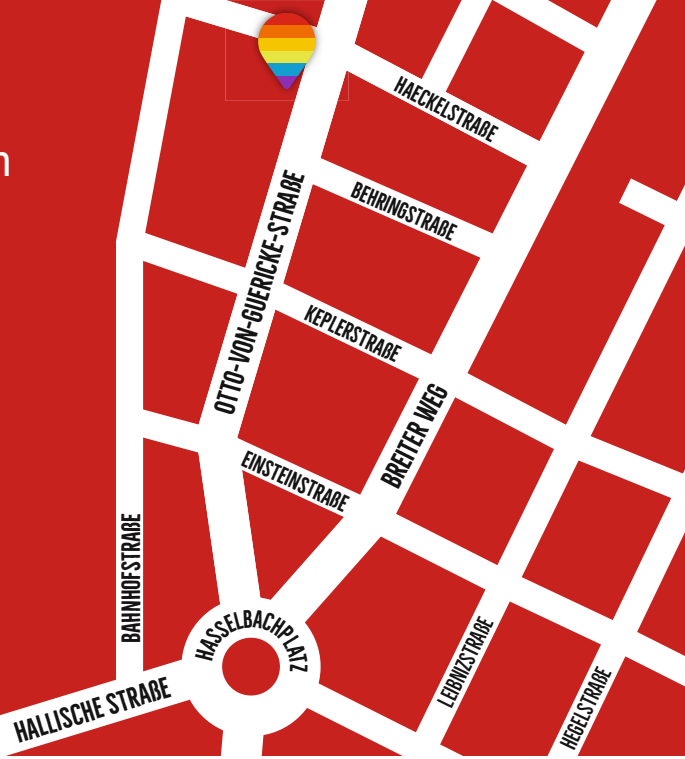 HAECKELSTRAßE
n
BEHRINGSTRAßE
OTTO-VON-GUERICKE-STRAßE
KEPLERSTRAßE
BREITER WEG
EINSTEINSTRAßE
BAHNHOFSTRAßE
HASSELBACHPLATZ
LEIBNIZSTRAßE
HEGELSTRAßE
HALLISCHE STRAßE